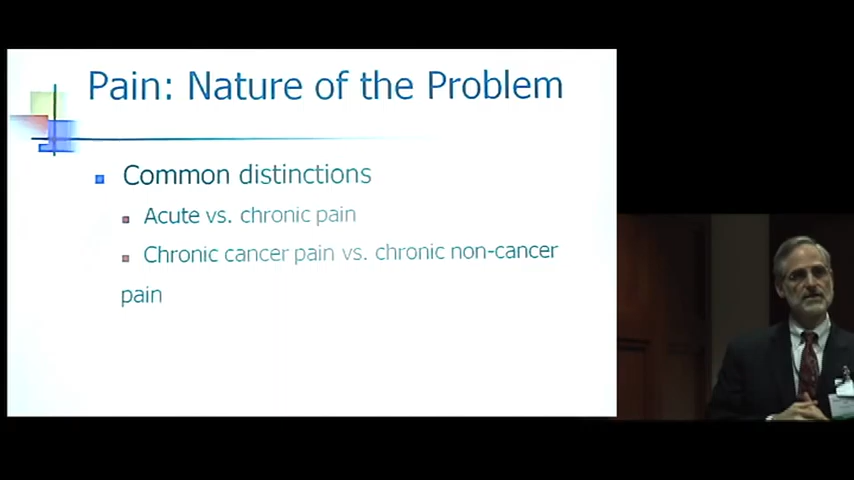 Pain: Nature of the Problem
Common distinctions
Acute vs. chronic pain
Chronic cancer pain vs. chronic non-cancer
pain